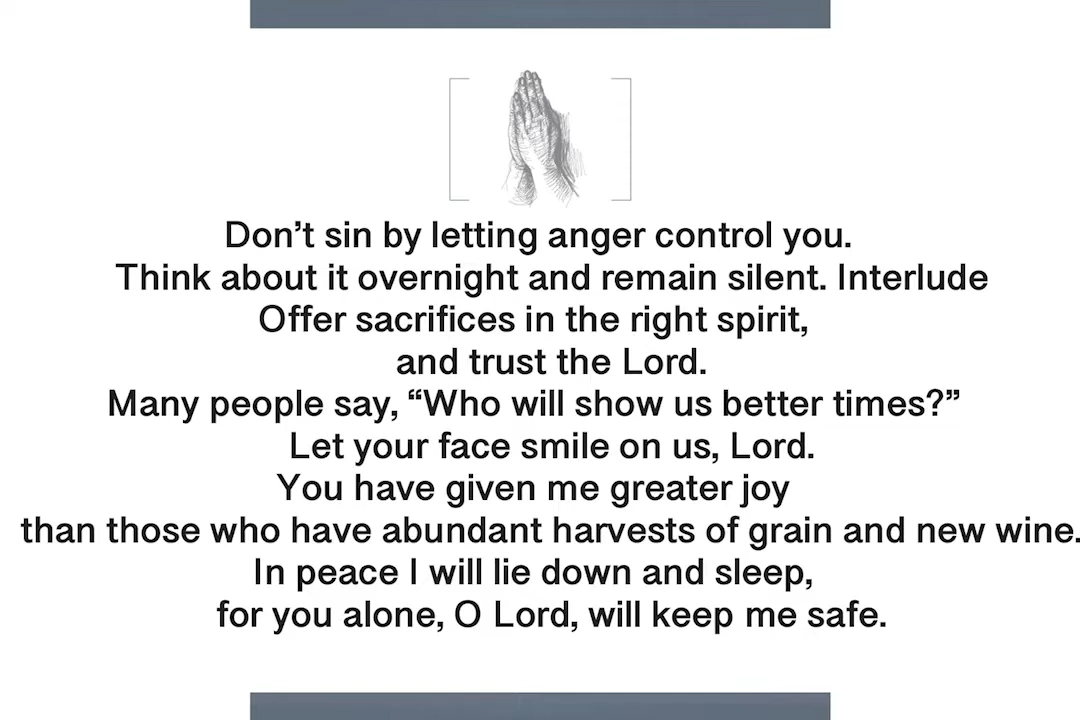 Don’t sin by letting anger control you.
Think about it overnight and remain silent. Interlude
Offer sacrifices in the right spirit,
and trust the Lord.
Many people say, “Who will show us better times?”
Let your face smile on us, Lord.
You have given me greater joy
than those who have abundant harvests of grain and new wine.
In peace I will lie down and sleep,
for you alone, O Lord, will keep me safe.